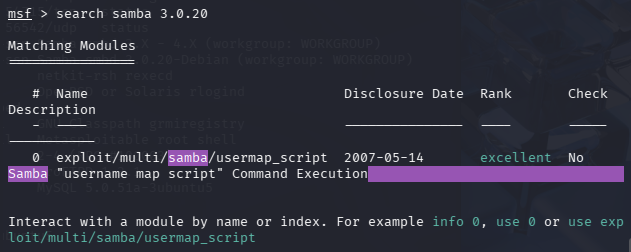 msf > search samba 3.0.20
Matching Modules
================
# Name Disclosure Date Rank Check
Description
- ---- --------------- ---- -----
-----------
0 exploit/multi/samba/usermap_script 2007-05-14 excellent No
Samba "username map script" Command Execution
Interact with a module by name or index. For example info 0, use 0 or use exp
loit/multi/samba/usermap_script